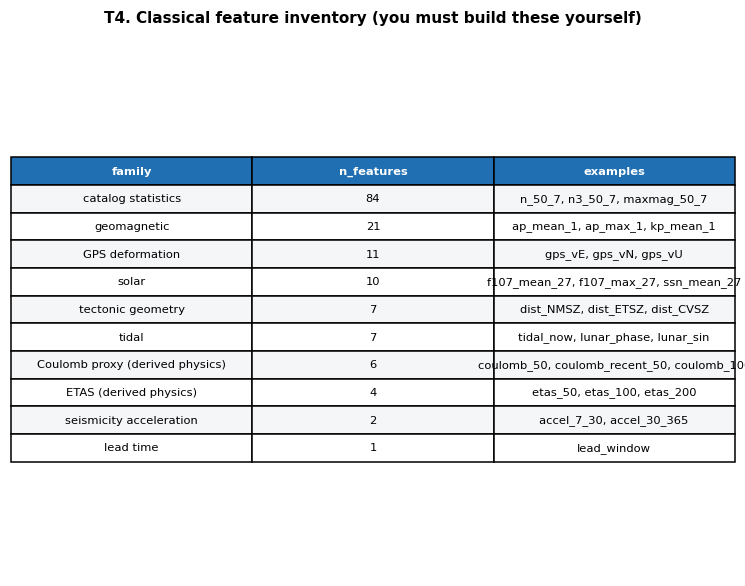 T4. Classical feature inventory (you must build these yourself)
family n_features examples
catalog statistics 84 n_50_7, n3_50_7, maxmag_50_7
geomagnetic 21 ap_mean_1, ap_max_1, kp_mean_1
GPS deformation 11 gps_vE, gps_vN, gps_vU
solar 10 f107_mean_27, f107_max_27, ssn_mean_27
tectonic geometry 7 dist_NMSZ, dist_ETSZ, dist_CVSZ
tidal 7 tidal_now, lunar_phase, lunar_sin
Coulomb proxy (derived physics) 6 coulomb_50, coulomb_recent_50,
ETAS (derived physics) 4 etas_50, etas_100, etas_200
seismicity acceleration 2 accel_7_30, accel_30_365
lead time 1 lead_window